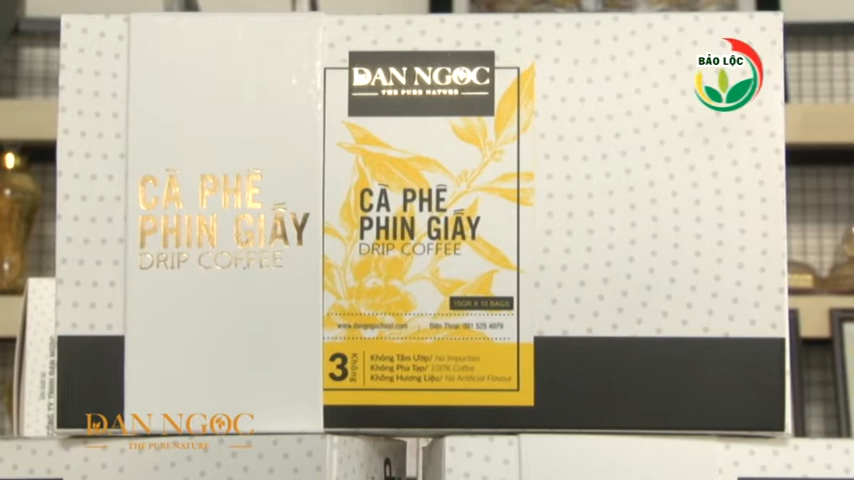 BẢO LỘC
ĐAN NGỌC
THE PURE NATURE
CÀ PHÊ
PHIN GIẤY
DRIP COFFEE
CÀ PHÊ
PHIN GIẤY
DRIP COFFEE
15GR X 10 BAGS
Điện Thoại: 091 525 4079
3 Không
Không Tẩm Ướp/ No Impurities
Không Pha Tạp/ 100% Coffee
Không Hương Liệu/ No Artificial Flavour
ĐAN NGỌC
THE PURE NATURE